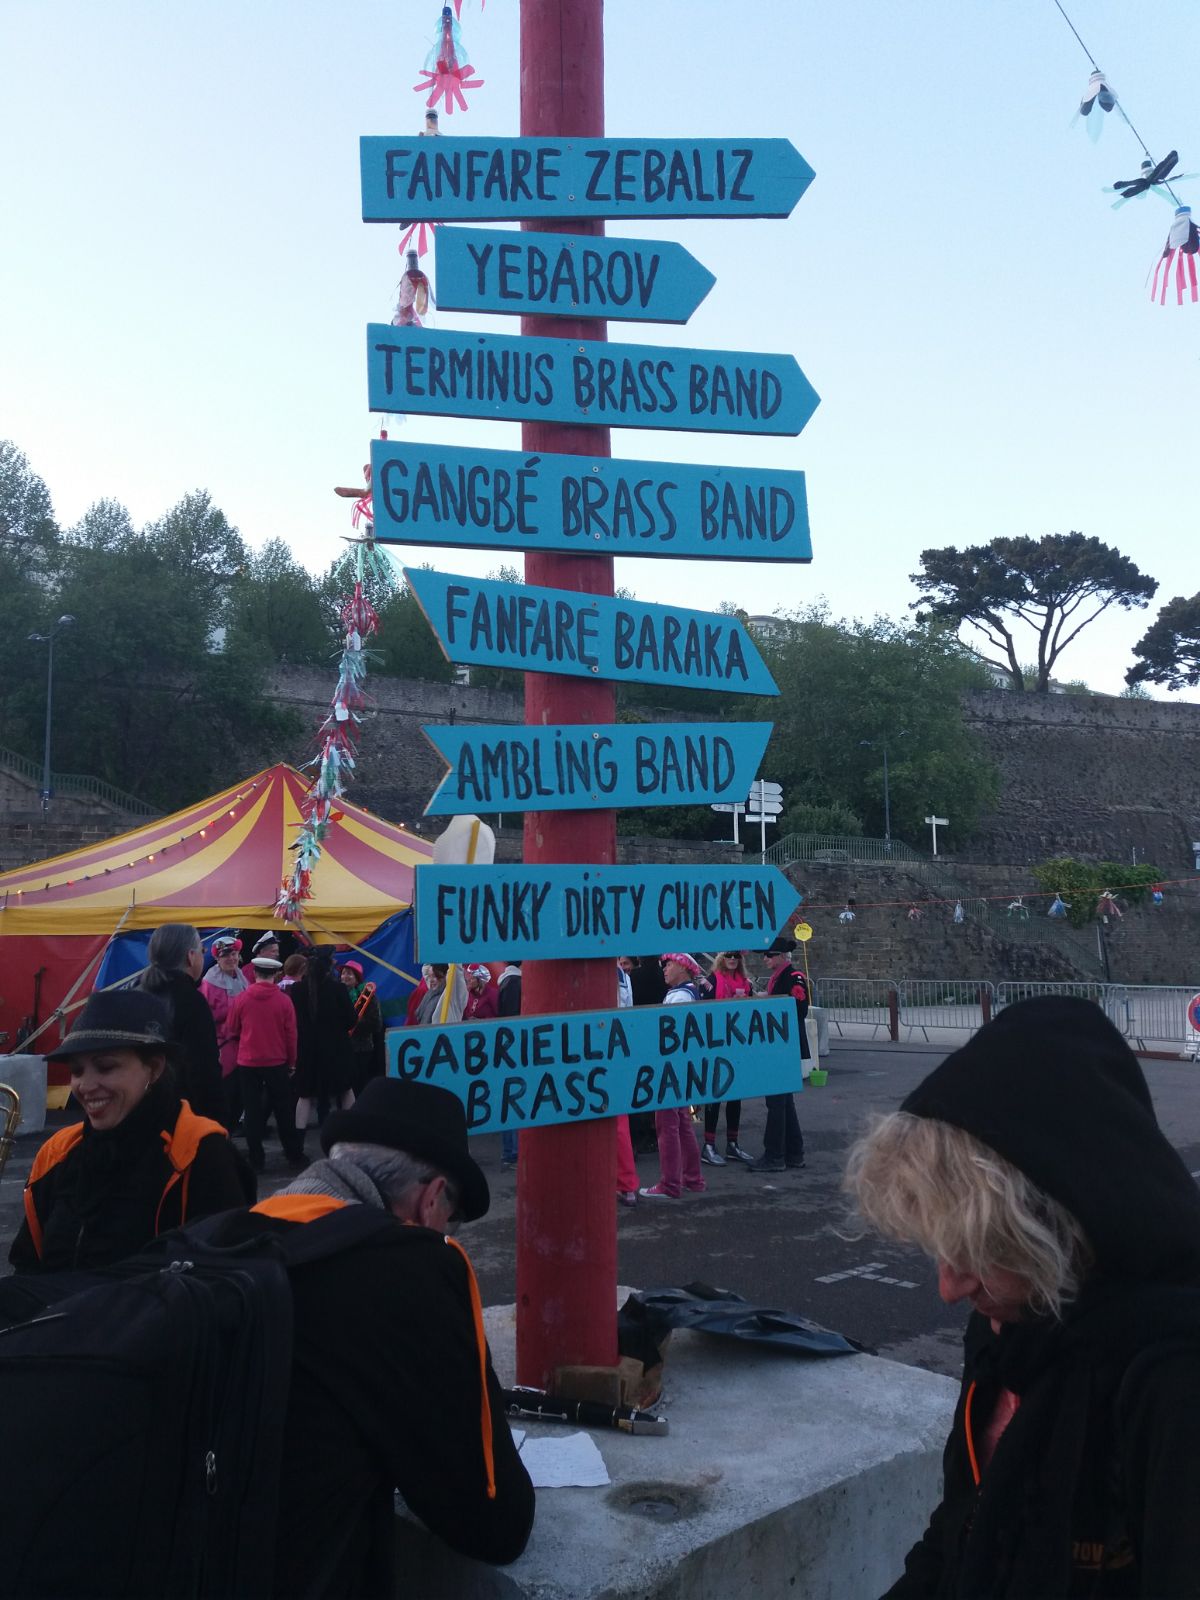 FANFARE ZEBALIZ
YEBAROV
TERMINUS BRASS BAND
GANGBÉ BRASS BAND
FANFARE BARAKA
AMBLING BAND
FUNKY DIRTY CHICKEN
GABRIELLA BALKAN
BRASS BAND
ROV